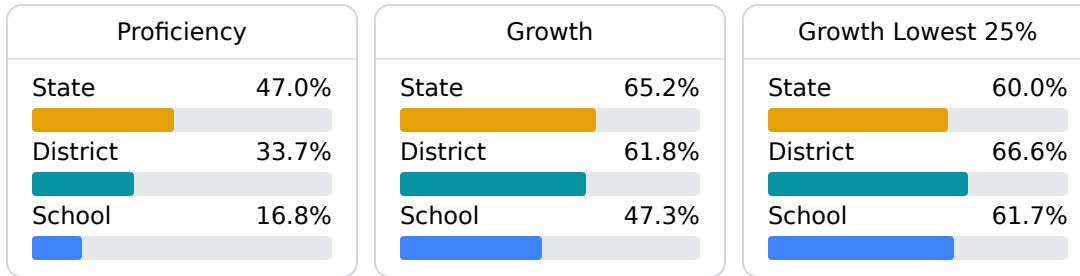 Proficiency
State 47.0%
District 33.7%
School 16.8%
Growth
State 65.2%
District 61.8%
School 47.3%
Growth Lowest 25%
State 60.0%
District 66.6%
School 61.7%